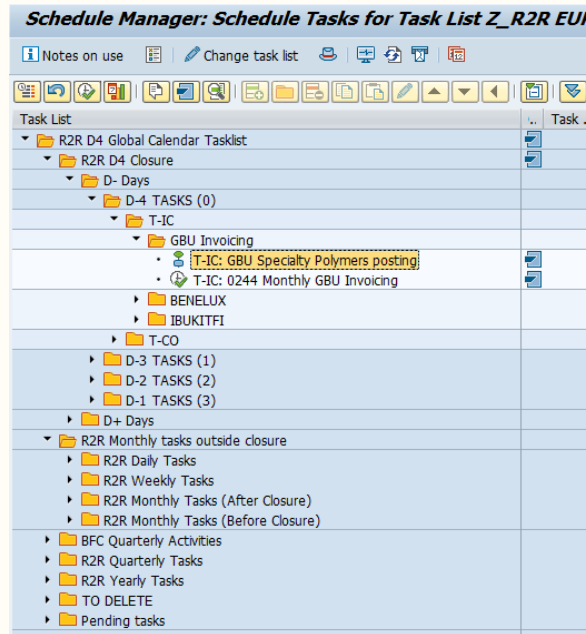 Schedule Manager: Schedule Tasks for Task List Z_R2R EU
Notes on use Change task list
Task List Task
R2R D4 Global Calendar Tasklist
R2R D4 Closure
D- Days
D-4 TASKS (0)
T-IC
GBU Invoicing
T-IC: GBU Specialty Polymers posting
T-IC: 0244 Monthly GBU Invoicing
BENELUX
IBUKITFI
T-CO
D-3 TASKS (1)
D-2 TASKS (2)
D-1 TASKS (3)
D+ Days
R2R Monthly tasks outside closure
R2R Daily Tasks
R2R Weekly Tasks
R2R Monthly Tasks (After Closure)
R2R Monthly Tasks (Before Closure)
BFC Quarterly Activities
R2R Quarterly Tasks
R2R Yearly Tasks
TO DELETE
Pending tasks